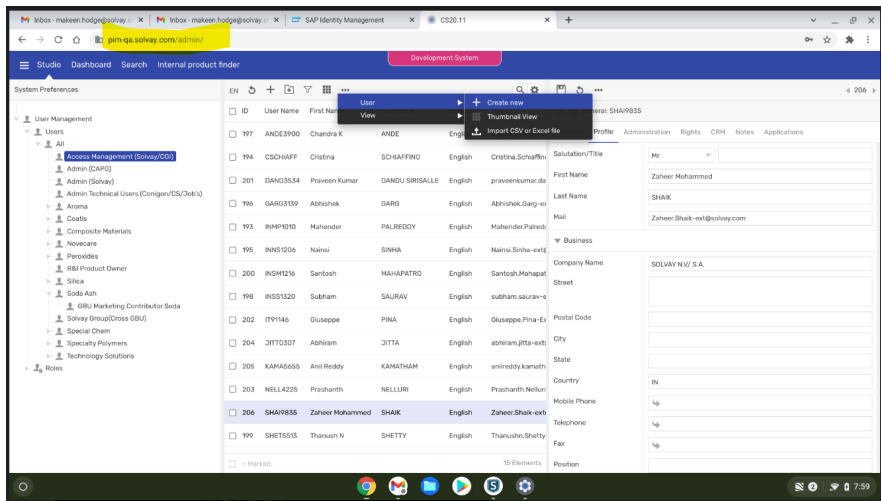 Inbox - makeen.hodge@solvay.c
Inbox - makeen.hodge@solvay.c
SAP Identity Management
CS20.11
pim-qa.solvay.com/admin/
Studio Dashboard Search Internal product finder
Development System
System Preferences
EN
206
User
View
Create new
Thumbnail View
Import CSV or Excel file
General: SHAI9835
Profile Administration Rights CRM Notes Applications
User Management
Users
All
Access Management (Solvay/CGI)
Admin (CAPG)
Admin (Solvay)
Admin Technical Users (Conigon/CS/Job's)
Aroma
Coatis
Composite Materials
Novecare
Peroxides
R&I Product Owner
Silica
Soda Ash
GBU Marketing Contributor Soda
Solvay Group(Cross GBU)
Special Chem
Specialty Polymers
Technology Solutions
Roles
ID User Name First Nam
197 ANDE3900 Chandra K ANDE English
194 CSCHIAFF Cristina SCHIAFFINO English Cristina.Schiaffin
201 DAND3534 Praveen Kumar DANDU SIRISALLE English praveenkumar.da
196 GARG3139 Abhishek GARG English Abhishek.Garg-ex
193 INMP1010 Mahender PALREDDY English Mahender.Palredd
195 INNS1206 Nainsi SINHA English Nainsi.Sinha-ext@
200 INSM1216 Santosh MAHAPATRO English Santosh.Mahapat
198 INSS1320 Subham SAURAV English subham.saurav-e
202 IT91146 Giuseppe PINA English Giuseppe.Pina-Ex
204 JITT0307 Abhiram JITTA English abhiram.jitta-ext@
205 KAMA5655 Anil Reddy KAMATHAM English anilreddy.kamath
203 NELL4225 Prashanth NELLURI English Prashanth.Nelluri
206 SHAI9835 Zaheer Mohammed SHAIK English Zaheer.Shaik-ext@
199 SHET5513 Thanush N SHETTY English Thanushn.Shetty
Marked:
15 Elements
Salutation/Title Mr
First Name Zaheer Mohammed
Last Name SHAIK
Mail Zaheer.Shaik-ext@solvay.com
Business
Company Name SOLVAY N.V/ S.A.
Street
Postal Code
City
State
Country IN
Mobile Phone
Telephone
Fax
Position
2
7:59